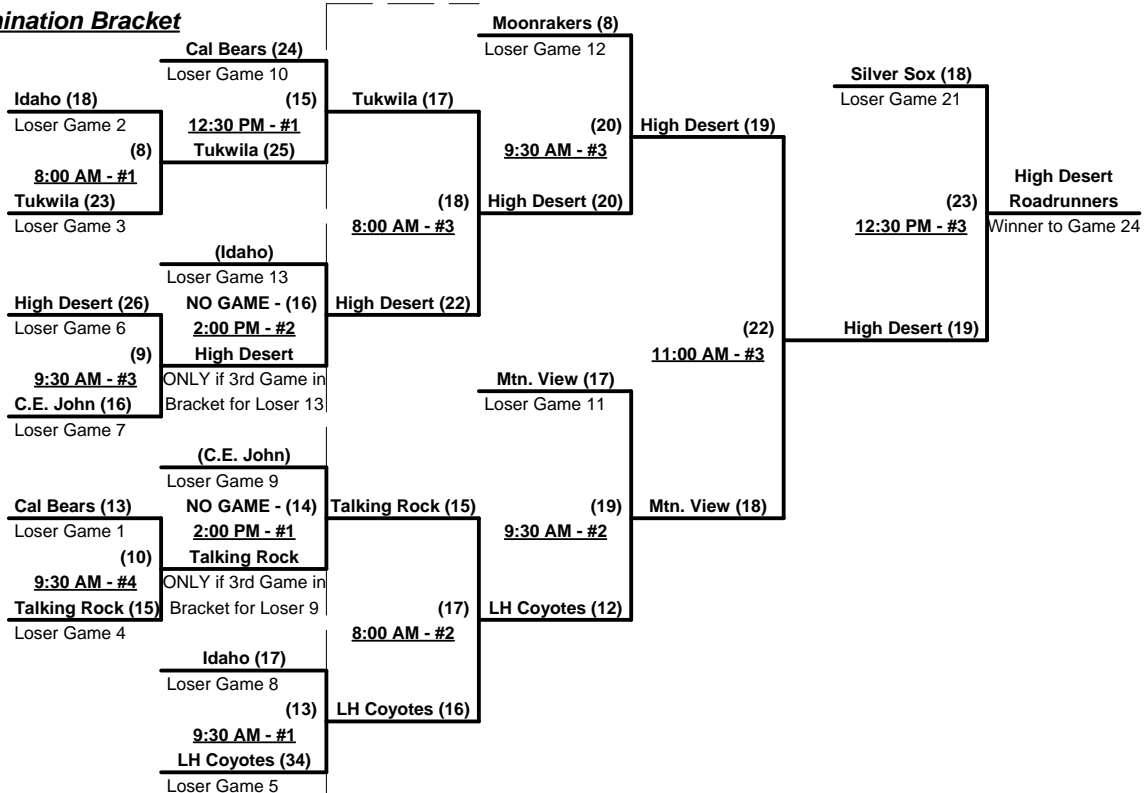 ination Bracket
Moonrakers (8)
Loser Game 12
Cal Bears (24)
Loser Game 10
Silver Sox (18)
Loser Game 21
Idaho (18)
Loser Game 2
(15)
12:30 PM - #1
Tukwila (17)
(20)
9:30 AM - #3
High Desert (19)
(8)
8:00 AM - #1
Tukwila (25)
High Desert
Roadrunners
Winner to Game 24
Tukwila (23)
Loser Game 3
(18)
8:00 AM - #3
High Desert (20)
(23)
12:30 PM - #3
(Idaho)
Loser Game 13
High Desert (26)
Loser Game 6
NO GAME - (16)
2:00 PM - #2
High Desert (22)
(22)
11:00 AM - #3
High Desert (19)
(9)
9:30 AM - #3
High Desert
ONLY if 3rd Game in
Bracket for Loser 13
C.E. John (16)
Loser Game 7
Mtn. View (17)
Loser Game 11
(C.E. John)
Loser Game 9
Cal Bears (13)
Loser Game 1
NO GAME - (14)
2:00 PM - #1
Talking Rock (15)
(19)
9:30 AM - #2
Mtn. View (18)
(10)
9:30 AM - #4
Talking Rock
ONLY if 3rd Game in
Bracket for Loser 9
Talking Rock (15)
Loser Game 4
(17)
8:00 AM - #2
LH Coyotes (12)
Idaho (17)
Loser Game 8
(13)
9:30 AM - #1
LH Coyotes (16)
LH Coyotes (34)
Loser Game 5